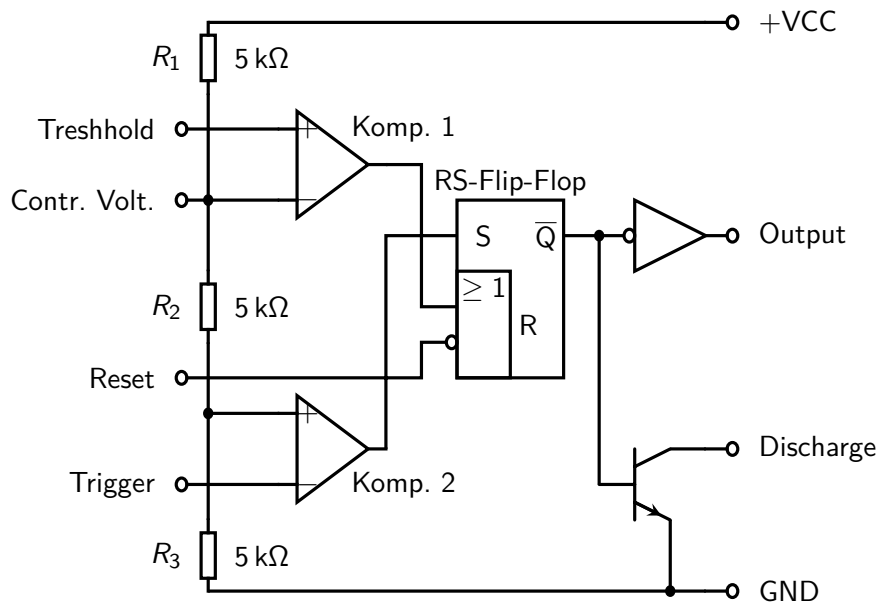 +VCC
R1 5 kΩ
Treshhold
+
Komp. 1
RS-Flip-Flop
Contr. Volt.
−
S
Q̅
Output
≥ 1
R2 5 kΩ
R
Reset
+
Discharge
Trigger
−
Komp. 2
R3 5 kΩ
GND